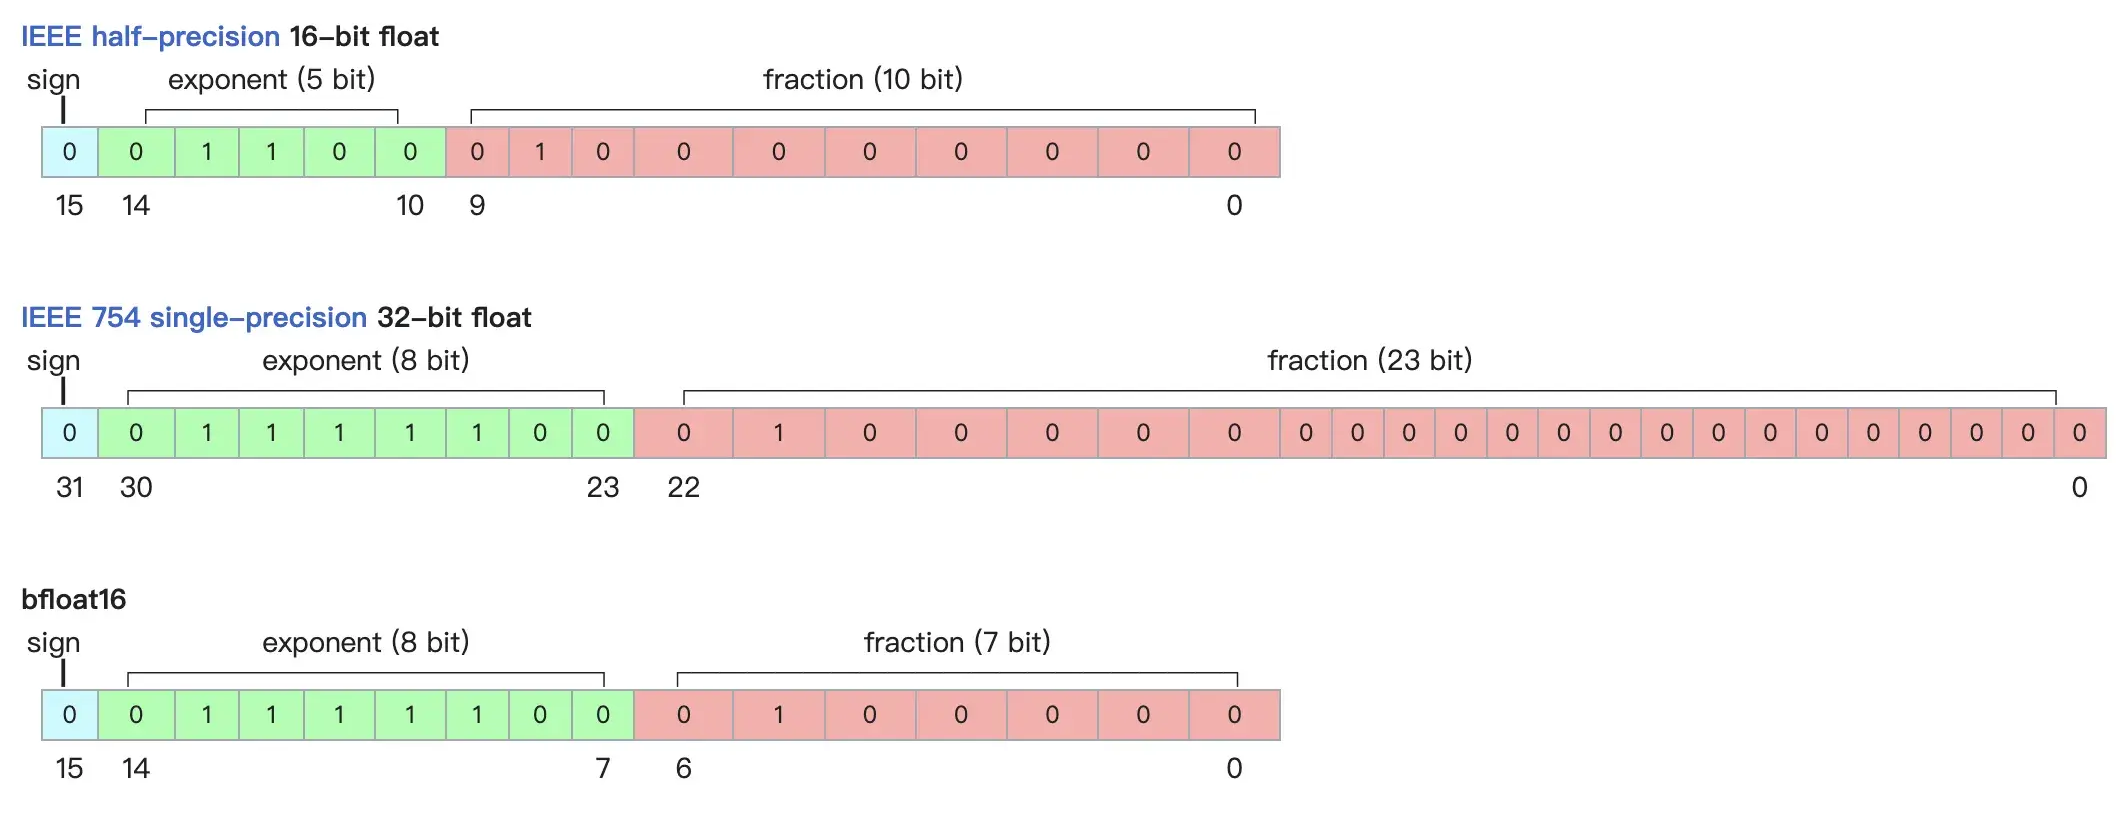 IEEE half-precision 16-bit float
sign exponent (5 bit) fraction (10 bit)
0 0 1 1 0 0 0 1 0 0 0 0 0 0 0 0
15 14 10 9 0
IEEE 754 single-precision 32-bit float
sign exponent (8 bit) fraction (23 bit)
0 0 1 1 1 1 1 0 0 0 1 0 0 0 0 0 0 0 0 0 0 0 0 0 0 0 0 0 0 0 0 0
31 30 23 22 0
bfloat16
sign exponent (8 bit) fraction (7 bit)
0 0 1 1 1 1 1 0 0 0 1 0 0 0 0 0
15 14 7 6 0